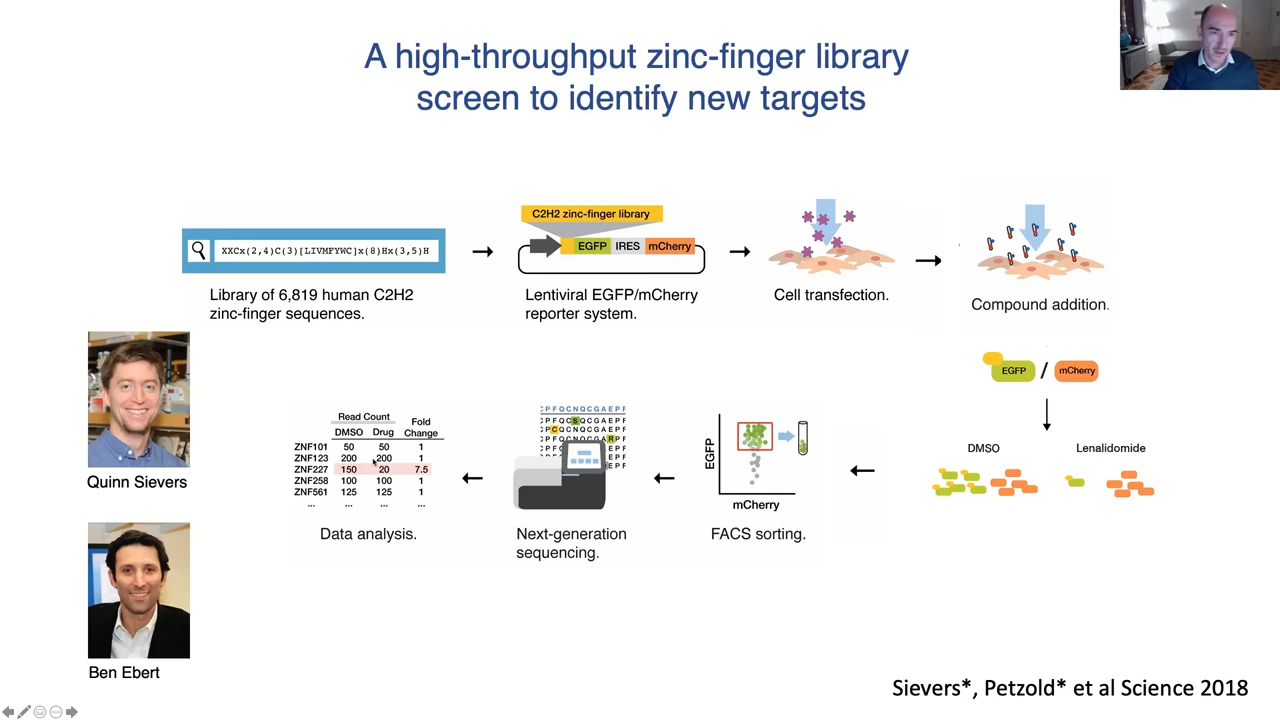 A high-throughput zinc-finger library
screen to identify new targets
XXCx(2,4)C(3)[LIVMFYWC]x(8)Hx(3,5)H
Library of 6,819 human C2H2
zinc-finger sequences.
C2H2 zinc-finger library
EGFP IRES mCherry
Lentiviral EGFP/mCherry
reporter system.
Cell transfection.
Compound addition.
EGFP / mCherry
DMSO Lenalidomide
EGFP
mCherry
FACS sorting.
CPFQCNQCGAEPF
Next-generation
sequencing.
Read Count Fold
DMSO Drug Change
ZNF101 50 50 1
ZNF123 200 200 1
ZNF227 150 20 7.5
ZNF258 100 100 1
ZNF561 125 125 1
... ... ... ...
Data analysis.
Quinn Sievers
Ben Ebert
Sievers*, Petzold* et al Science 2018